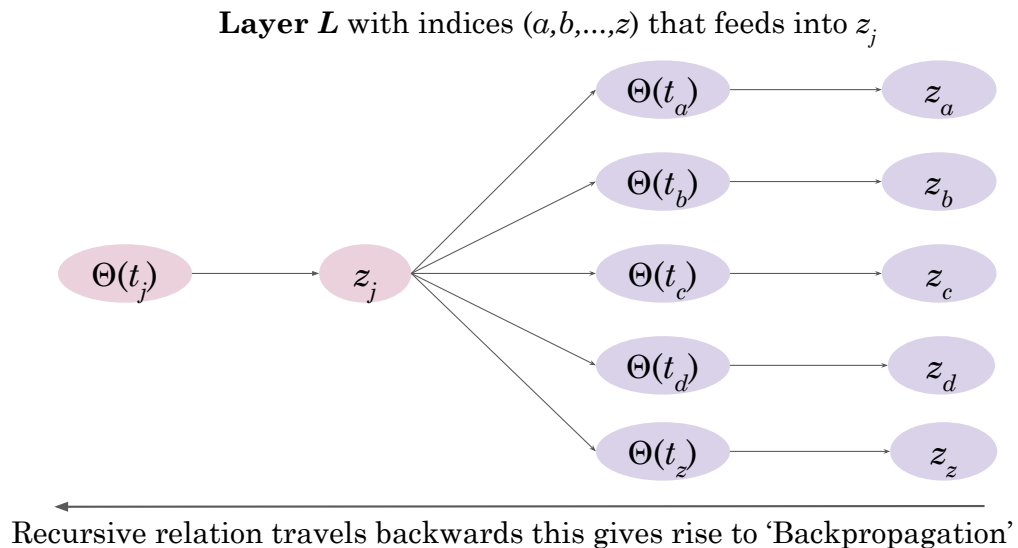 Layer L with indices (a,b,...,z) that feeds into z_j
Θ(t_a)
z_a
Θ(t_b)
z_b
Θ(t_j)
z_j
Θ(t_c)
z_c
Θ(t_d)
z_d
Θ(t_z)
z_z
Recursive relation travels backwards this gives rise to ‘Backpropagation’